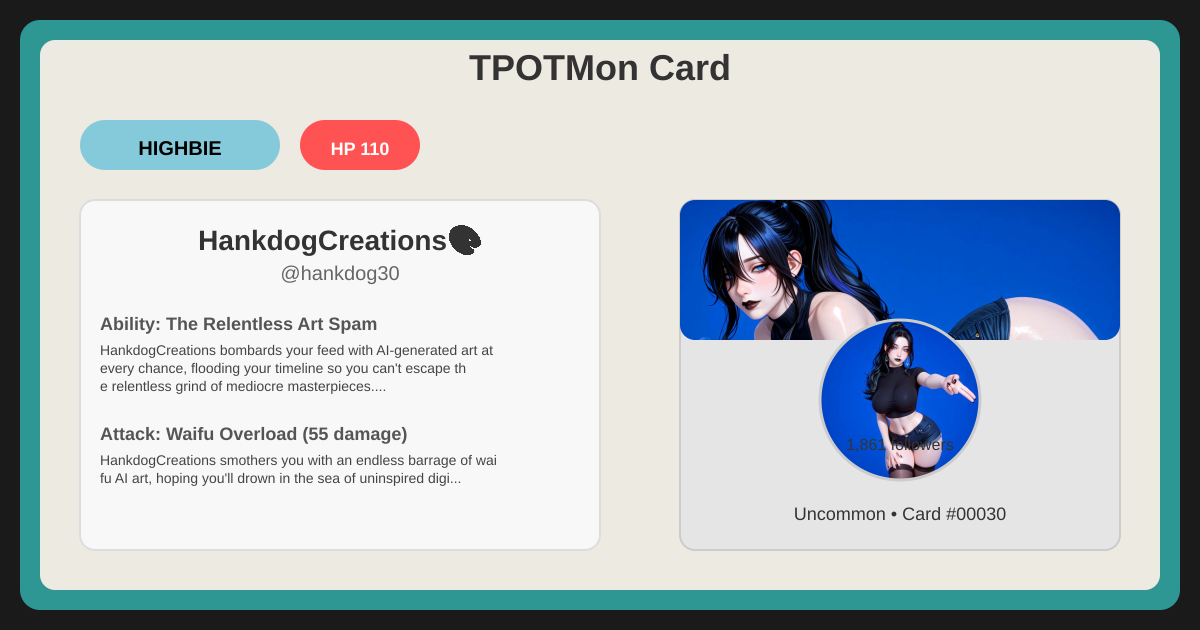 TPOTMon Card
HIGHBIE
HP 110
HankdogCreations
@hankdog30
Ability: The Relentless Art Spam
HankdogCreations bombards your feed with AI-generated art at
every chance, flooding your timeline so you can't escape th
e relentless grind of mediocre masterpieces....
Attack: Waifu Overload (55 damage)
HankdogCreations smothers you with an endless barrage of wai
fu AI art, hoping you'll drown in the sea of uninspired digi...
1,861 followers
Uncommon • Card #00030